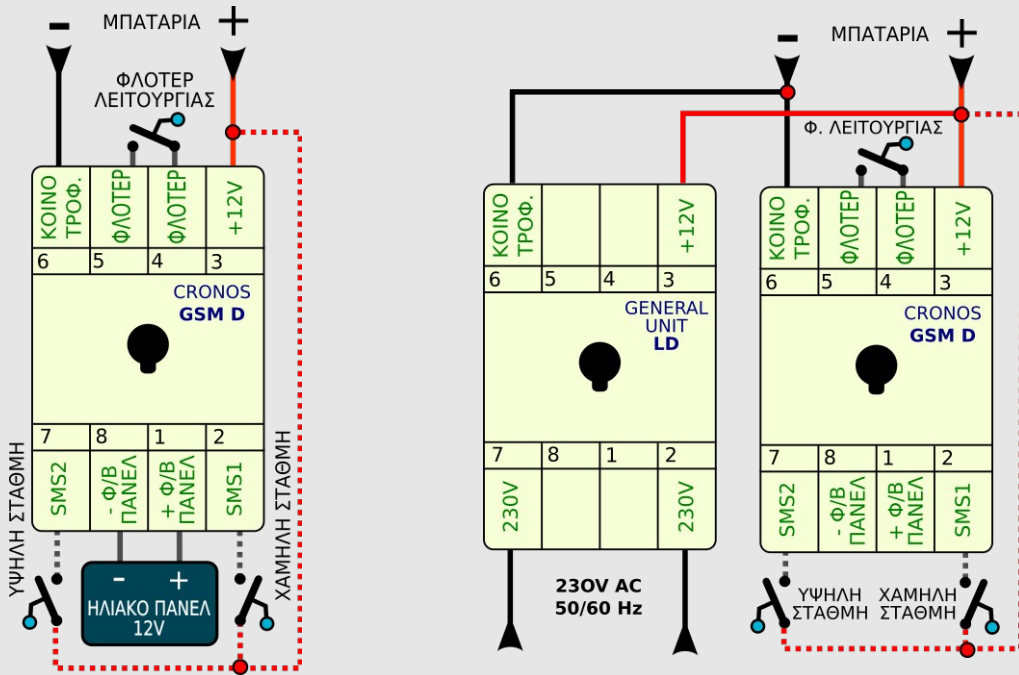 - ΜΠΑΤΑΡΙΑ +
ΦΛΟΤΕΡ
ΛΕΙΤΟΥΡΓΙΑΣ
ΚΟΙΝΟ
ΤΡΟΦ.
ΦΛΟΤΕΡ
ΦΛΟΤΕΡ
+12V
6 5 4 3
CRONOS
GSM D
7 8 1 2
SMS2
- Φ/Β
ΠΑΝΕΛ
+ Φ/Β
ΠΑΝΕΛ
SMS1
ΥΨΗΛΗ ΣΤΑΘΜΗ
ΧΑΜΗΛΗ ΣΤΑΘΜΗ
- +
ΗΛΙΑΚΟ ΠΑΝΕΛ
12V
- ΜΠΑΤΑΡΙΑ +
Φ. ΛΕΙΤΟΥΡΓΙΑΣ
ΚΟΙΝΟ
ΤΡΟΦ.
+12V
6 5 4 3
GENERAL
UNIT
LD
7 8 1 2
230V
230V
230V AC
50/60 Hz
ΚΟΙΝΟ
ΤΡΟΦ.
ΦΛΟΤΕΡ
ΦΛΟΤΕΡ
+12V
6 5 4 3
CRONOS
GSM D
7 8 1 2
SMS2
- Φ/Β
ΠΑΝΕΛ
+ Φ/Β
ΠΑΝΕΛ
SMS1
ΥΨΗΛΗ
ΣΤΑΘΜΗ
ΧΑΜΗΛΗ
ΣΤΑΘΜΗ